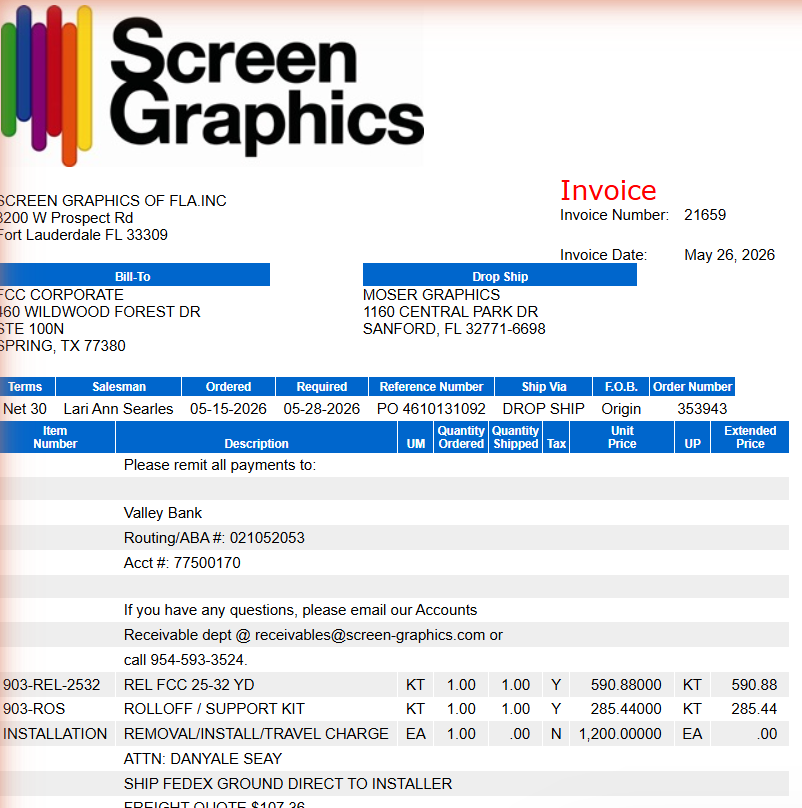 Screen
Graphics
Invoice
SCREEN GRAPHICS OF FLA.INC
3200 W Prospect Rd
Fort Lauderdale FL 33309
Invoice Number: 21659
Invoice Date: May 26, 2026
Bill-To
FCC CORPORATE
460 WILDWOOD FOREST DR
STE 100N
SPRING, TX 77380
Drop Ship
MOSER GRAPHICS
1160 CENTRAL PARK DR
SANFORD, FL 32771-6698
Terms Salesman Ordered Required Reference Number Ship Via F.O.B. Order Number
Net 30 Lari Ann Searles 05-15-2026 05-28-2026 PO 4610131092 DROP SHIP Origin 353943
Item Number Description UM Quantity Ordered Quantity Shipped Tax Unit Price UP Extended Price
Please remit all payments to:
Valley Bank
Routing/ABA #: 021052053
Acct #: 77500170
If you have any questions, please email our Accounts
Receivable dept @ receivables@screen-graphics.com or
call 954-593-3524.
903-REL-2532 REL FCC 25-32 YD KT 1.00 1.00 Y 590.88000 KT 590.88
903-ROS ROLLOFF / SUPPORT KIT KT 1.00 1.00 Y 285.44000 KT 285.44
INSTALLATION REMOVAL/INSTALL/TRAVEL CHARGE EA 1.00 .00 N 1,200.00000 EA .00
ATTN: DANYALE SEAY
SHIP FEDEX GROUND DIRECT TO INSTALLER
FREIGHT QUOTE $107.36